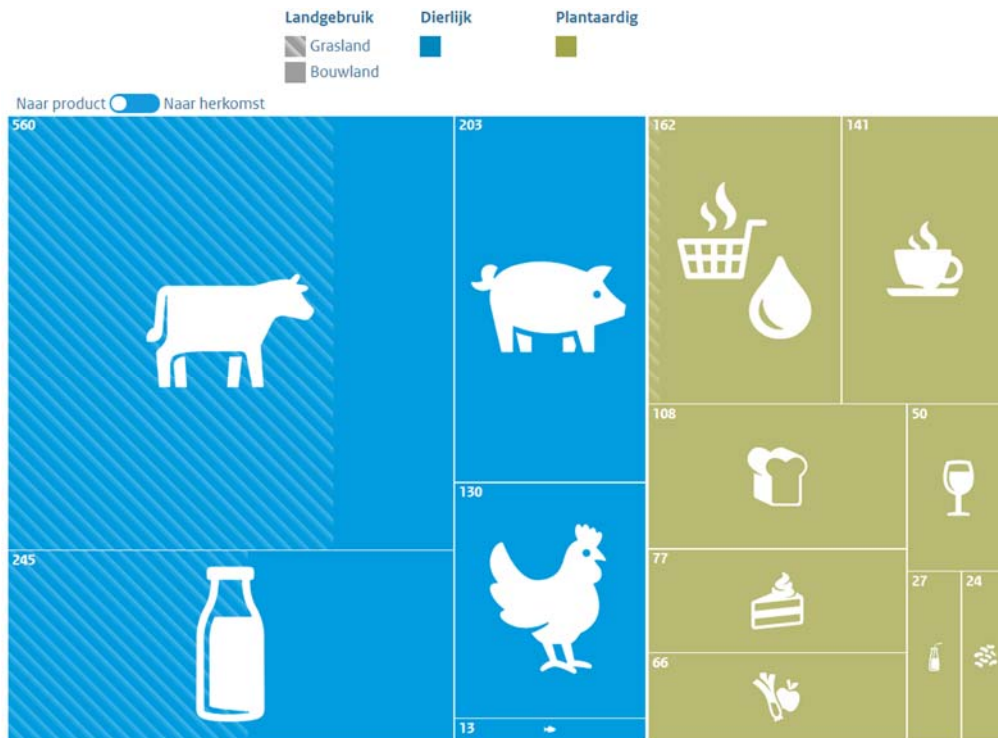 Landgebruik Dierlijk Plantaardig
Grasland
Bouwland
Naar product Naar herkomst
560 203 162 141
108 50
130
245 77
27 24
66
13